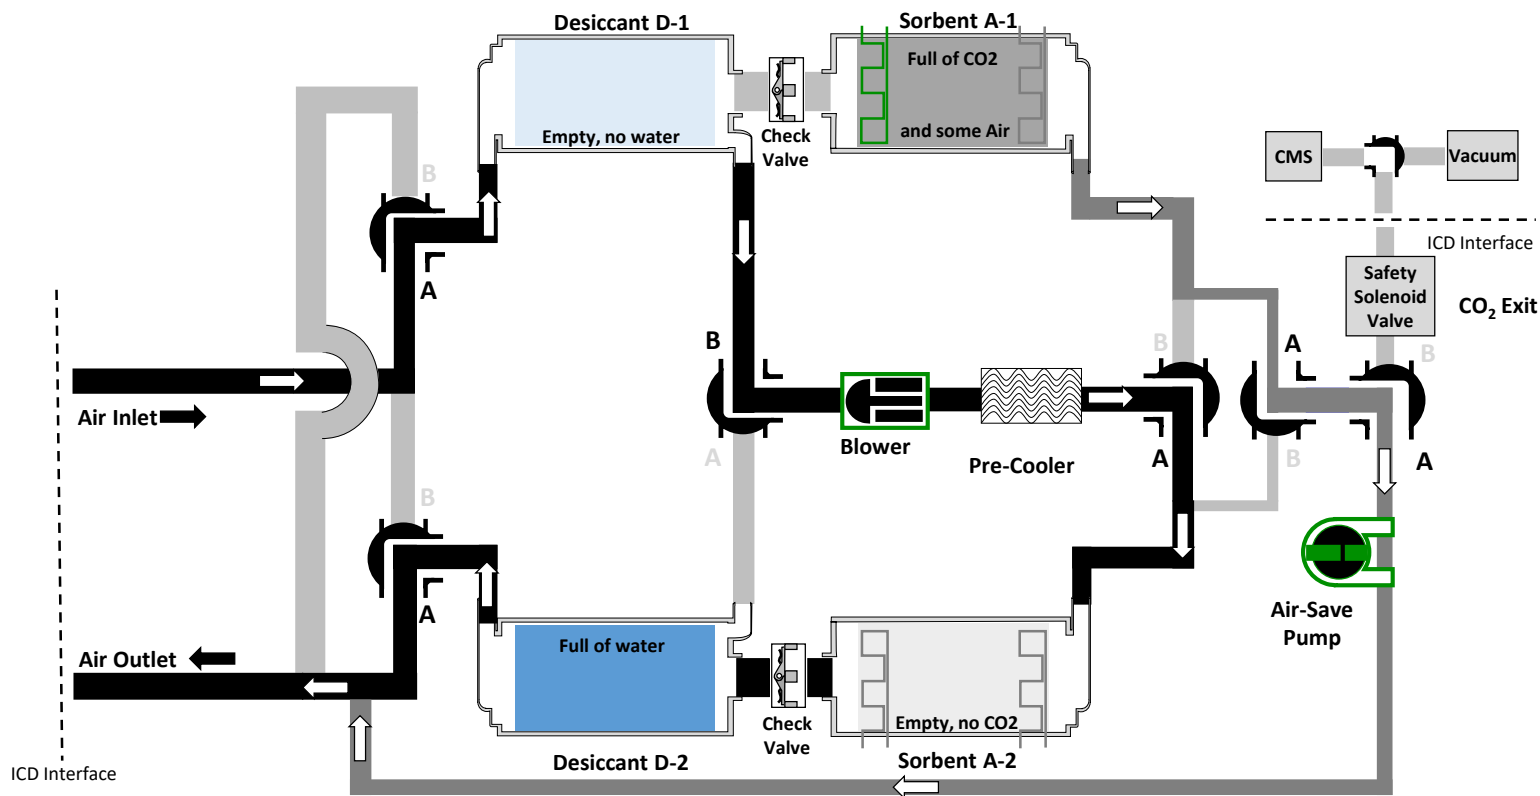 Desiccant D-1
Sorbent A-1
Full of CO2
and some Air
Empty, no water
Check
Valve
CMS
Vacuum
ICD Interface
B
A
Safety
Solenoid
Valve
CO2 Exit
B
A
B
A
B
A
B
B
A
Air Inlet
Blower
Pre-Cooler
A
B
A
Full of water
Air-Save
Pump
Air Outlet
Check
Valve
Empty, no CO2
ICD Interface
Desiccant D-2
Sorbent A-2